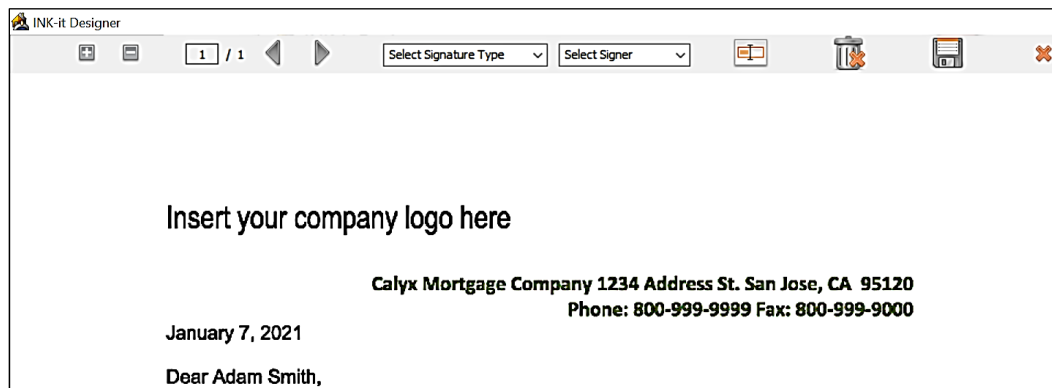 INK-it Designer
1 / 1 Select Signature Type Select Signer
Insert your company logo here
Calyx Mortgage Company 1234 Address St. San Jose, CA 95120
Phone: 800-999-9999 Fax: 800-999-9000
January 7, 2021
Dear Adam Smith,